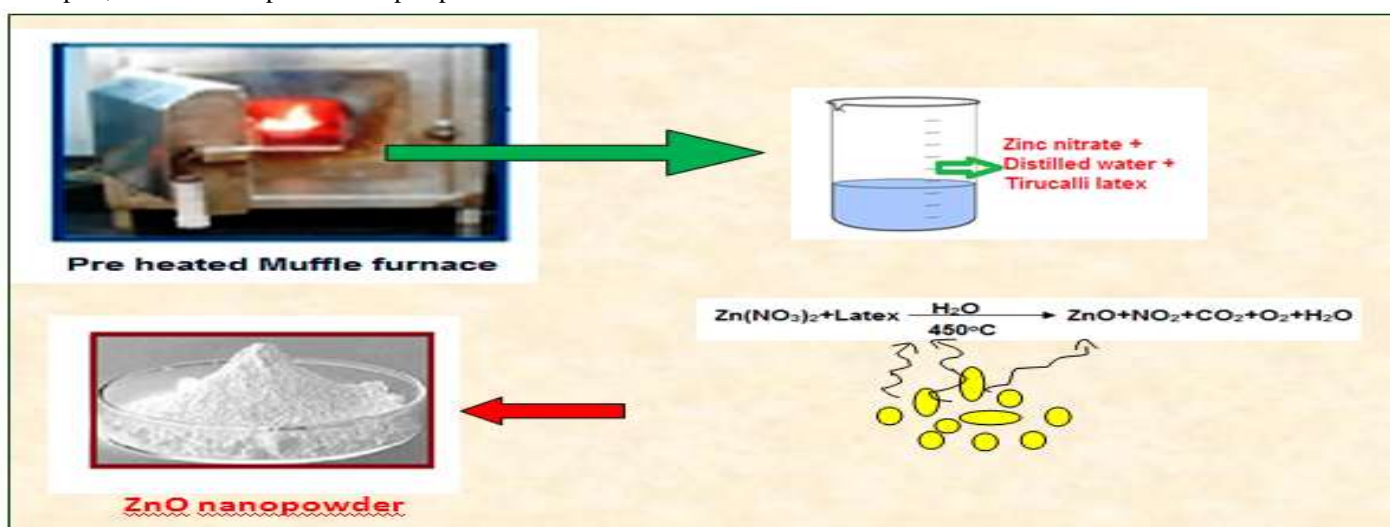 Pre heated Muffle furnace
Zinc nitrate +
Distilled water +
Tirucalli latex
Zn(NO₃)₂+Latex H₂O 450°C ZnO+NO₂+CO₂+O₂+H₂O
ZnO nanopowder